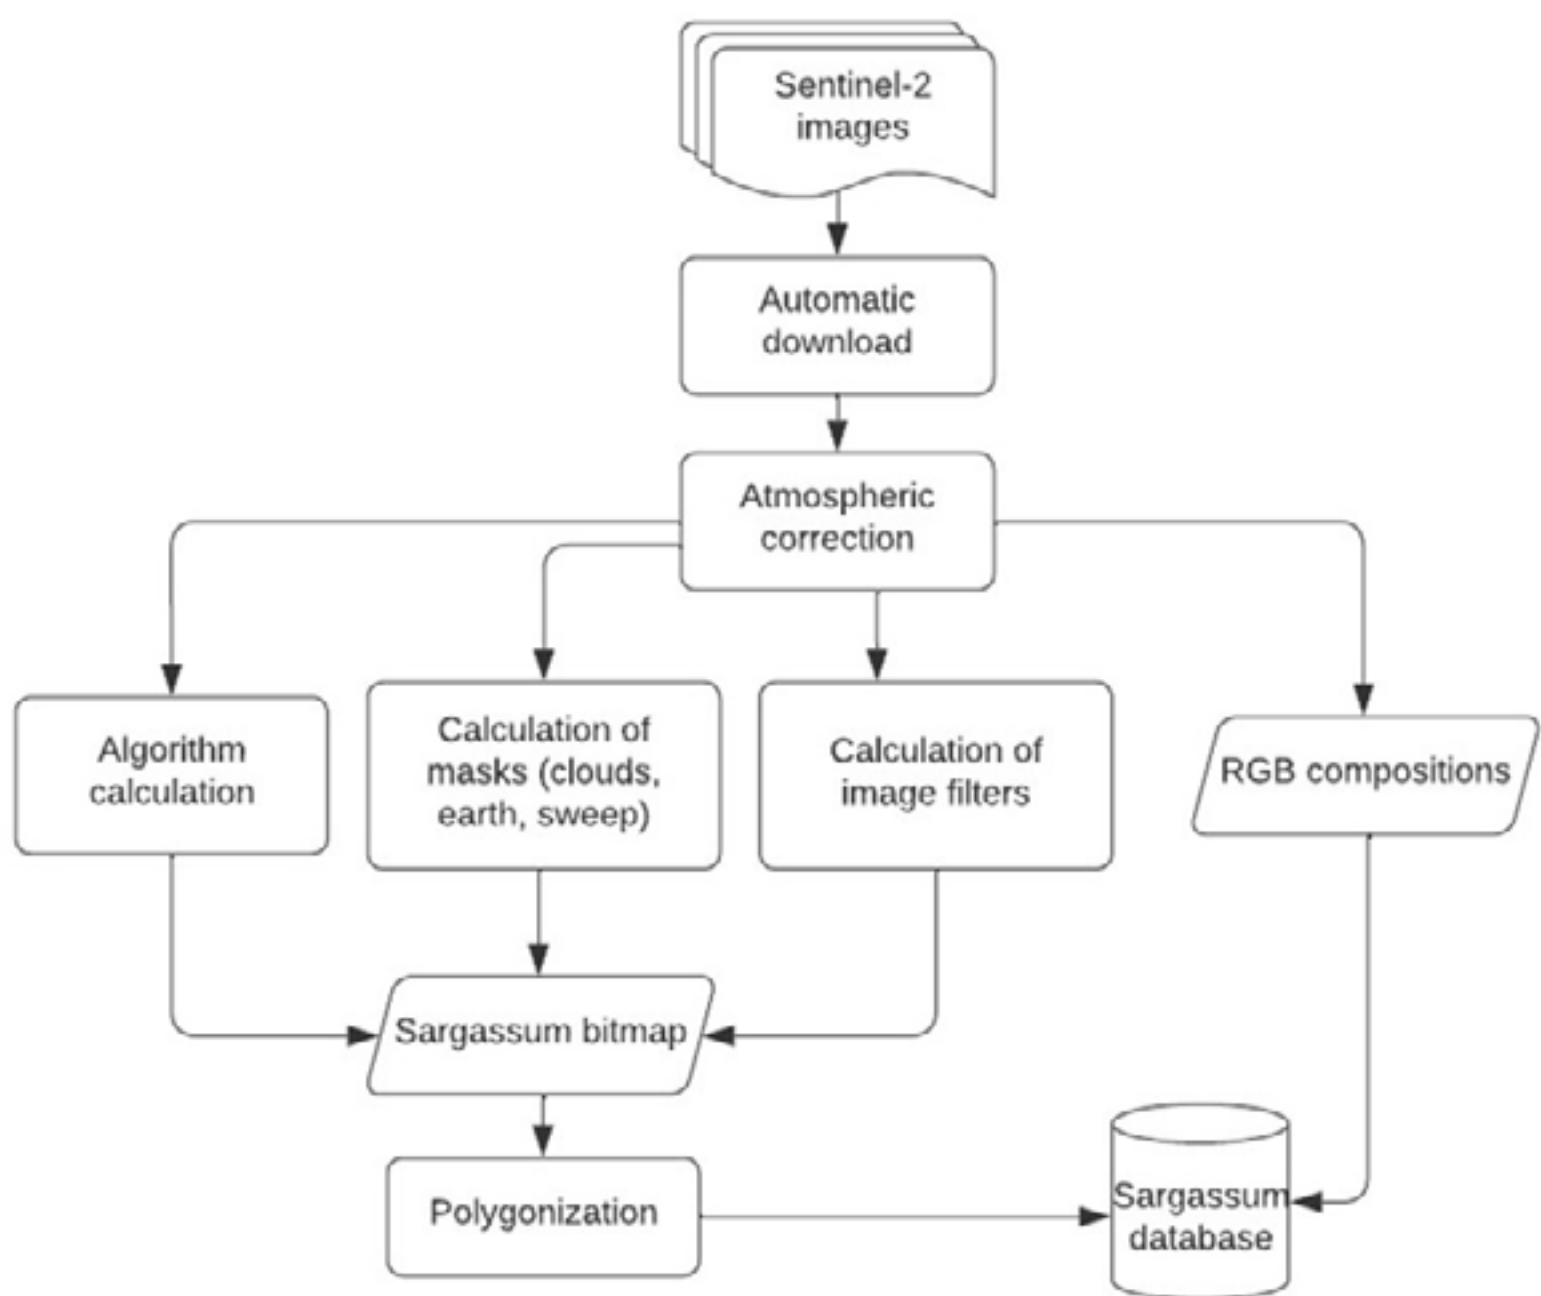 Sentinel-2
images
Automatic
download
Atmospheric
correction
Algorithm
calculation
Calculation of
masks (clouds,
earth, sweep)
Calculation of
image filters
RGB compositions
Sargassum bitmap
Polygonization
Sargassum
database